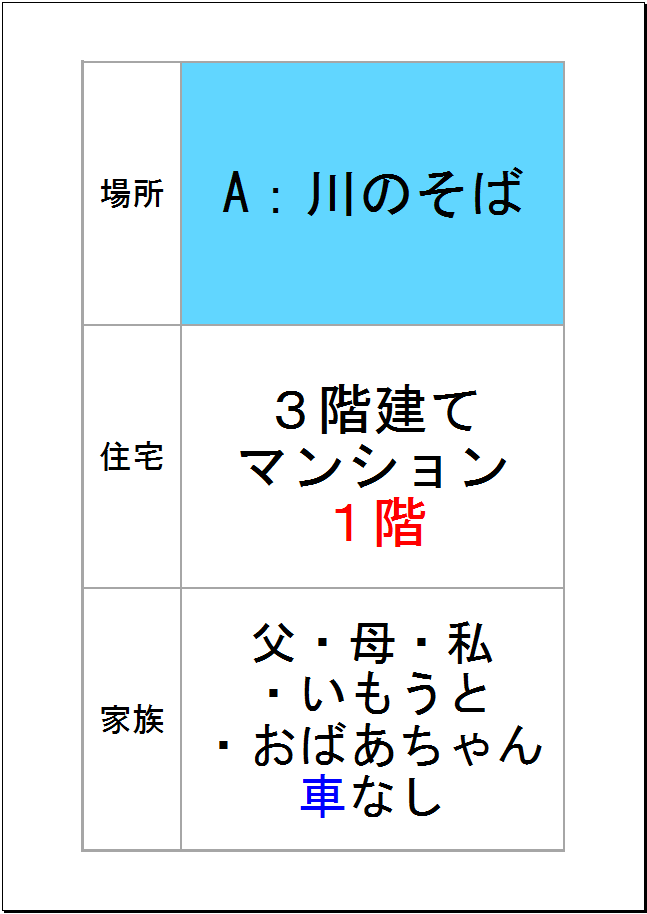 場所
A：川のそば
住宅
３階建て
マンション
１階
家族
父・母・私
・いもうと
・おばあちゃん
車なし